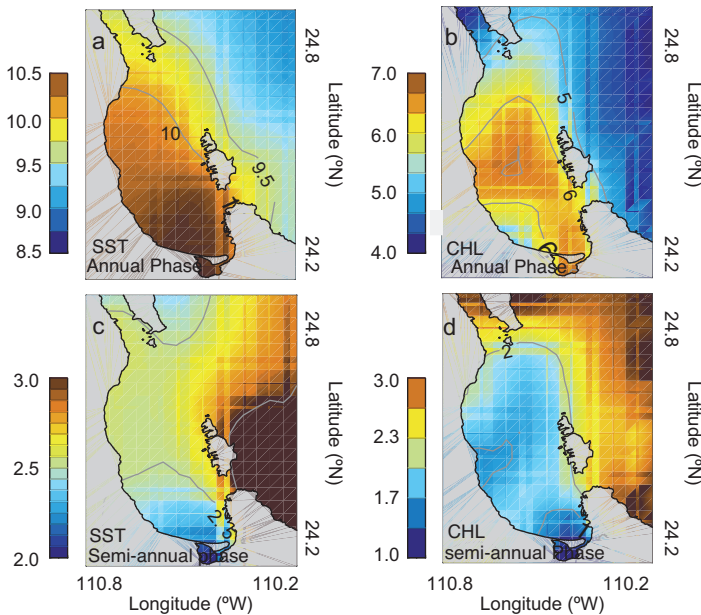 a
24.8
10.5
10.0
9.5
9.0
8.5
10
9.5
SST
Annual Phase
24.2
Latitude (ºN)
b
24.8
7.0
6.0
5.0
4.0
5
6
6
CHL
Annual Phase
24.2
Latitude (ºN)
c
24.8
3.0
2.5
2.0
SST
Semi-annual phase
24.2
Latitude (ºN)
110.8
110.2
Longitude (ºW)
d
2
24.8
3.0
2.3
1.7
1.0
CHL
semi-annual Phase
24.2
Latitude (ºN)
110.8
110.2
Longitude (ºW)